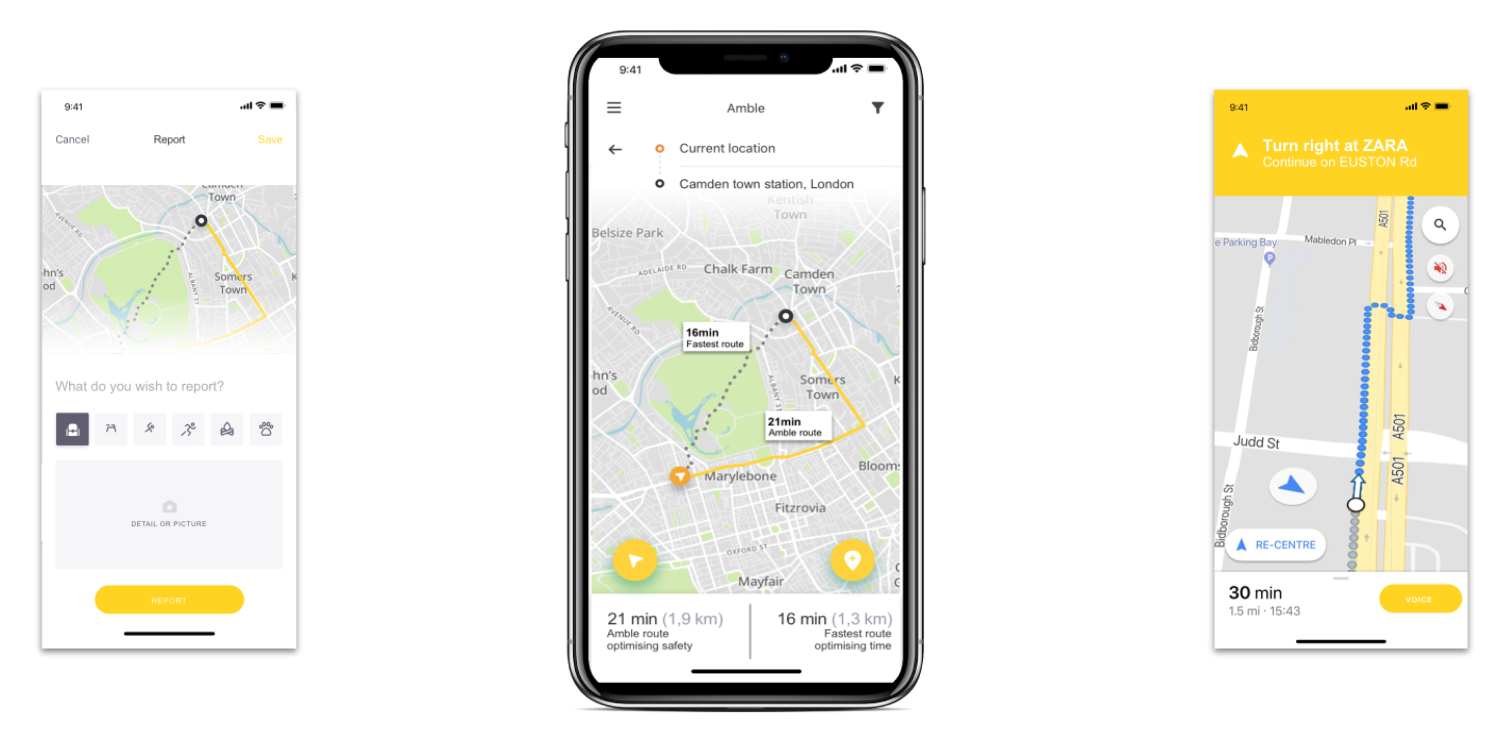 9:41
Cancel
Report
Save
Town
AVENUE RD
hn's
od
ALBANY ST
Somers
Town
What do you wish to report?
DETAIL OR PICTURE
REPORT
9:41
Amble
Current location
Camden town station, London
Kentish
Town
Belsize Park
ADELAIDE RD
Chalk Farm
Camden
Town
AVENUE RD
16min
Fastest route
hn's
od
ALBANY ST
Somers
Town
K
21min
Amble route
Blooms
Marylebone
Fitzrovia
OXFORD ST
Mayfair
21 min (1,9 km)
Amble route
optimising safety
16 min (1,3 km)
Fastest route
optimising time
9:41
Turn right at ZARA
Continue on EUSTON Rd
A501
e Parking Bay
Mabledon Pl
P
Bidborough St
A501
Judd St
A501
Bidborough St
RE-CENTRE
30 min
1.5 mi · 15:43
VOICE